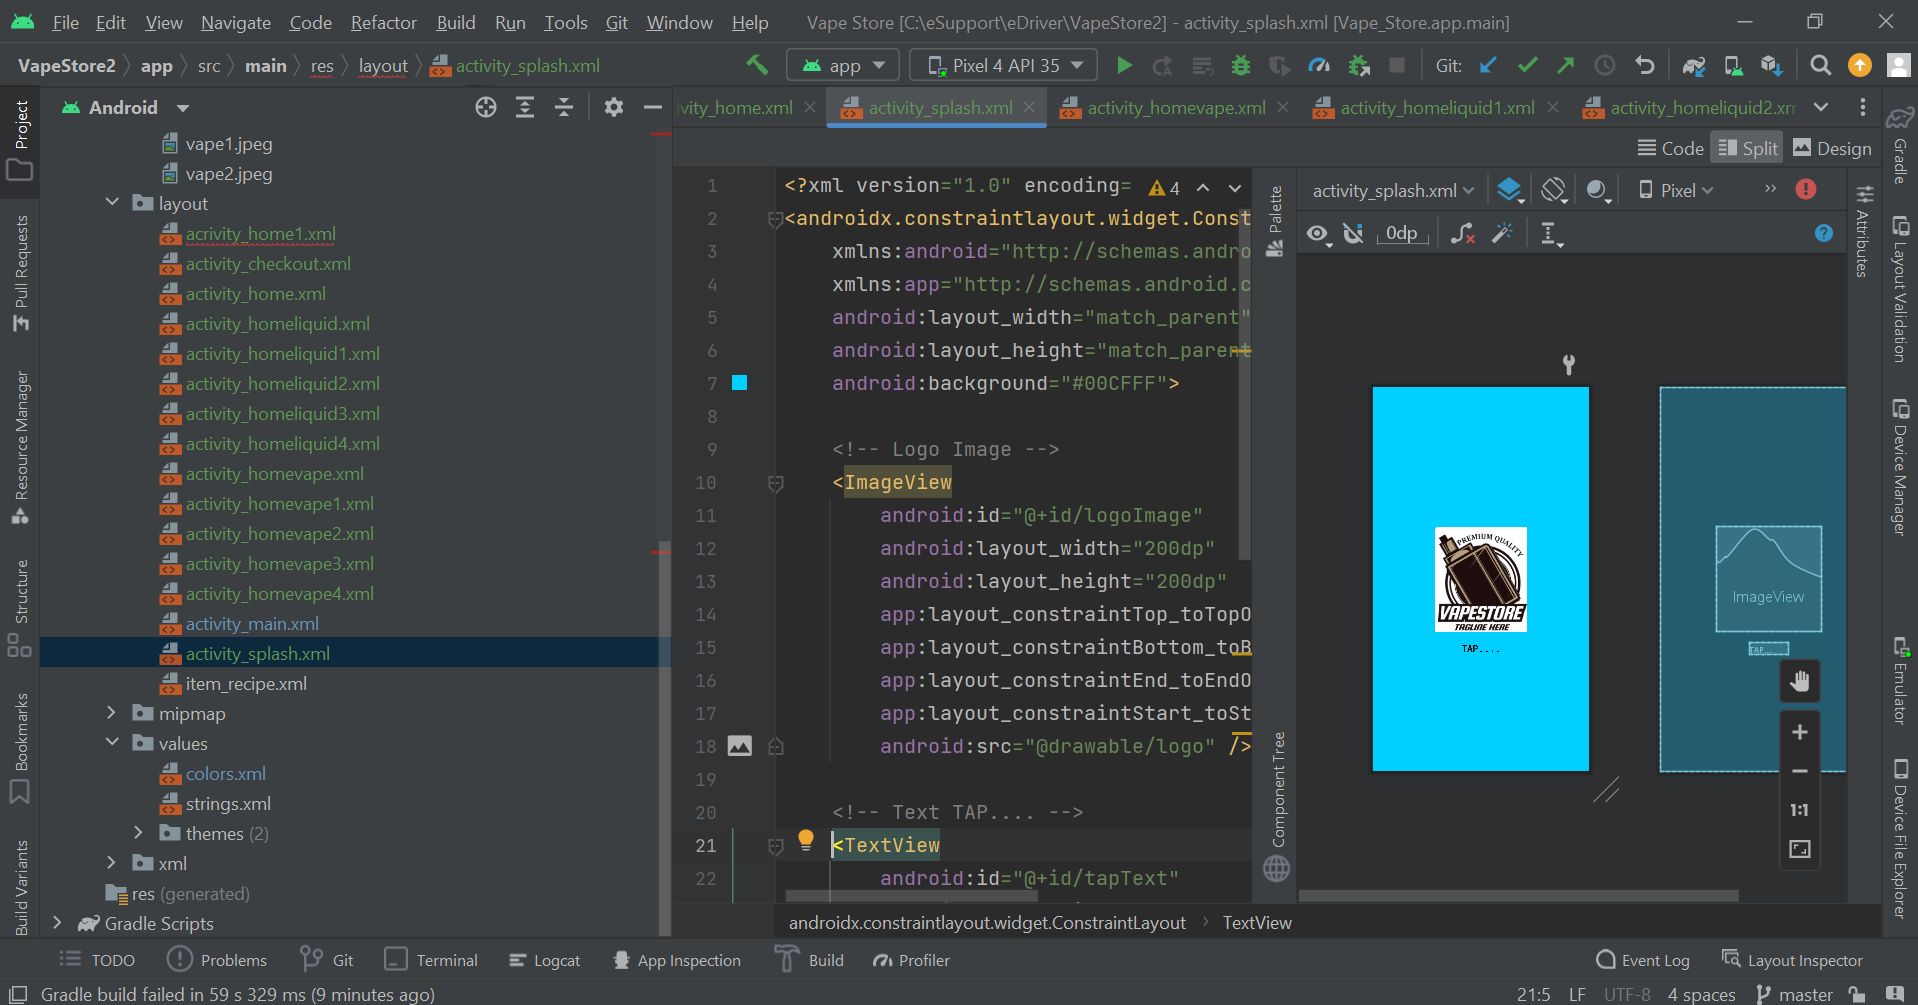 File Edit View Navigate Code Refactor Build Run Tools Git Window Help Vape Store [C:\eSupport\eDriver\VapeStore2] - activity_splash.xml [Vape_Store.app.main]
VapeStore2 app src main res layout activity_splash.xml app Pixel 4 API 35 Git:
Project
Pull Requests
Resource Manager
Structure
Bookmarks
Build Variants
Android
vape1.jpeg
vape2.jpeg
layout
acrivity_home1.xml
activity_checkout.xml
activity_home.xml
activity_homeliquid.xml
activity_homeliquid1.xml
activity_homeliquid2.xml
activity_homeliquid3.xml
activity_homeliquid4.xml
activity_homevape.xml
activity_homevape1.xml
activity_homevape2.xml
activity_homevape3.xml
activity_homevape4.xml
activity_main.xml
activity_splash.xml
item_recipe.xml
mipmap
values
colors.xml
strings.xml
themes (2)
xml
res (generated)
Gradle Scripts
ivity_home.xml activity_splash.xml activity_homevape.xml activity_homeliquid1.xml activity_homeliquid2.xm
Code Split Design
1 <?xml version="1.0" encoding= 4
2 <androidx.constraintlayout.widget.Const
3 xmlns:android="http://schemas.andro
4 xmlns:app="http://schemas.android.c
5 android:layout_width="match_parent"
6 android:layout_height="match_parent
7 android:background="#00CFFF">
8
9 <!-- Logo Image -->
10 <ImageView
11 android:id="@+id/logoImage"
12 android:layout_width="200dp"
13 android:layout_height="200dp"
14 app:layout_constraintTop_toTopO
15 app:layout_constraintBottom_toB
16 app:layout_constraintEnd_toEndO
17 app:layout_constraintStart_toSt
18 android:src="@drawable/logo" />
19
20 <!-- Text TAP.... -->
21 <TextView
22 android:id="@+id/tapText"
androidx.constraintlayout.widget.ConstraintLayout TextView
Palette
Component Tree
activity_splash.xml Pixel
0dp
PREMIUM QUALITY
VAPESTORE
TAGLINE HERE
TAP....
ImageView
TAP....
1:1
Attributes
Gradle
Layout Validation
Device Manager
Emulator
Device File Explorer
TODO Problems Git Terminal Logcat App Inspection Build Profiler Event Log Layout Inspector
Gradle build failed in 59 s 329 ms (9 minutes ago) 21:5 LF UTF-8 4 spaces master